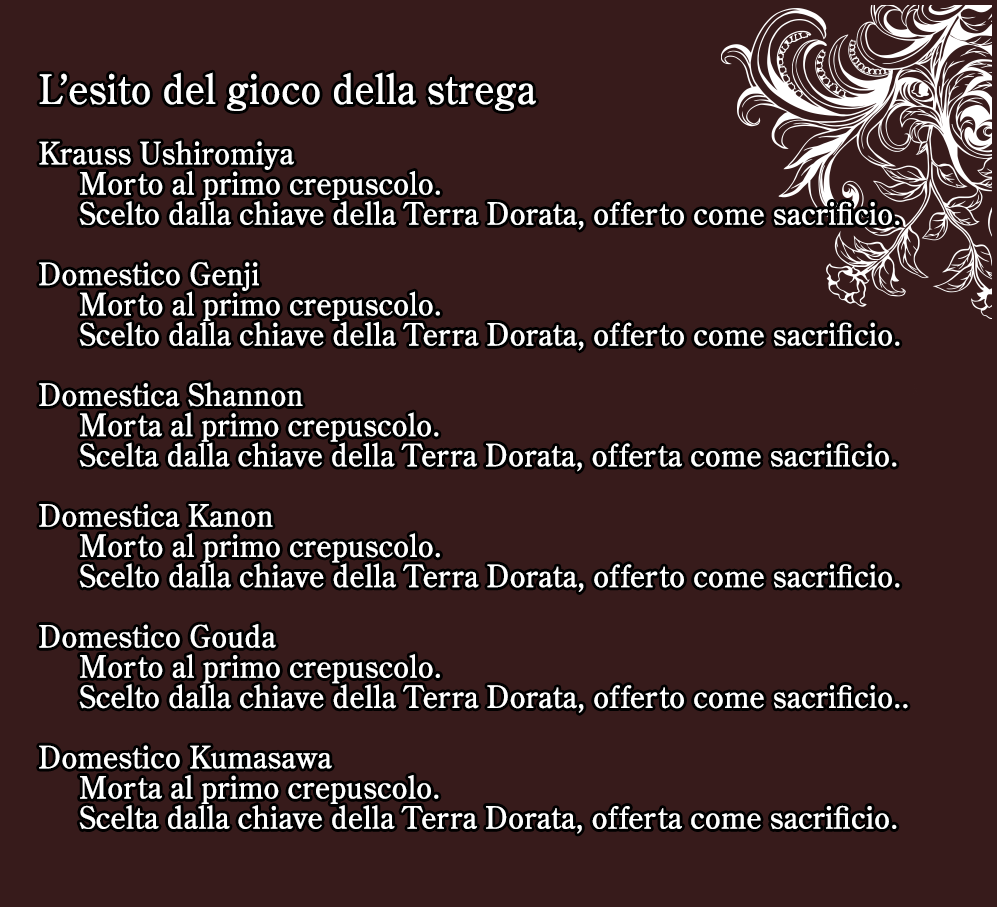 L’esito del gioco della strega
Krauss Ushiromiya
Morto al primo crepuscolo.
Scelto dalla chiave della Terra Dorata, offerto come sacrificio.
Domestico Genji
Morto al primo crepuscolo.
Scelto dalla chiave della Terra Dorata, offerto come sacrificio.
Domestica Shannon
Morta al primo crepuscolo.
Scelta dalla chiave della Terra Dorata, offerta come sacrificio.
Domestica Kanon
Morto al primo crepuscolo.
Scelto dalla chiave della Terra Dorata, offerto come sacrificio.
Domestico Gouda
Morto al primo crepuscolo.
Scelto dalla chiave della Terra Dorata, offerto come sacrificio..
Domestico Kumasawa
Morta al primo crepuscolo.
Scelta dalla chiave della Terra Dorata, offerta come sacrificio.